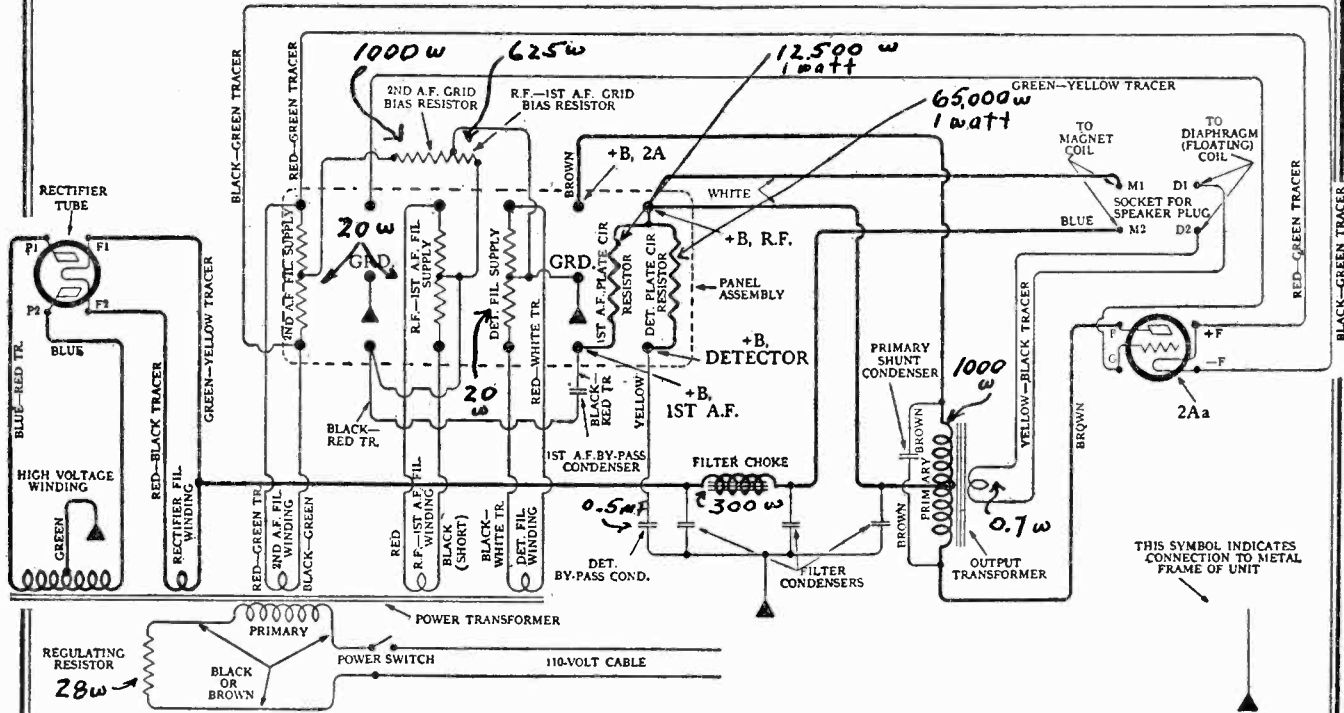 1000 w
625 w
12.500 w
1 watt
2ND A.F. GRID
BIAS RESISTOR
R.F.—1ST A.F. GRID
BIAS RESISTOR
GREEN—YELLOW TRACER
65,000 w
1 watt
BLACK—GREEN TRACER
RED—GREEN TRACER
BROWN
+B, 2A
WHITE
BLUE
TO
MAGNET
COIL
TO
DIAPHRAGM
(FLOATING)
COIL
M1
D1
SOCKET FOR
SPEAKER PLUG
M2
D2
RED—GREEN TRACER
BLACK—GREEN TRACER
RECTIFIER
TUBE
P1
F1
P2
F2
BLUE
BLUE—RED TR.
RED—BLACK TRACER
GREEN—YELLOW TRACER
2ND A.F. FIL SUPPLY
20 w
GRD.
R.F.—1ST A.F. FIL
SUPPLY
DET. FIL SUPPLY
20
w
GRD.
RED—WHITE TR.
1ST A.F. PLATE CIR
RESISTOR
DET. PLATE CIR
RESISTOR
+B, R.F.
PANEL
ASSEMBLY
+B,
DETECTOR
+B,
1ST A.F.
YELLOW
BLACK—
RED TR
BLACK—
RED TR.
1ST A.F. BY-PASS
CONDENSER
PRIMARY
SHUNT
CONDENSER
1000
w
BROWN
BROWN
PRIMARY
YELLOW—BLACK TRACER
BROWN
P
G
+F
—F
2Aa
0.7 w
OUTPUT
TRANSFORMER
FILTER CHOKE
300 w
0.5 MF
DET.
BY-PASS COND.
FILTER
CONDENSERS
HIGH VOLTAGE
WINDING
GREEN
RECTIFIER FIL.
WINDING
RED—GREEN TR
2ND A.F. FIL
WINDING
BLACK—GREEN
RED
R.F.—1ST A.F. FIL
WINDING
BLACK
(SHORT)
BLACK—
WHITE TR.
DET. FIL
WINDING
POWER TRANSFORMER
PRIMARY
REGULATING
RESISTOR
28 w
BLACK
OR
BROWN
POWER SWITCH
110-VOLT CABLE
THIS SYMBOL INDICATES
CONNECTION TO METAL
FRAME OF UNIT